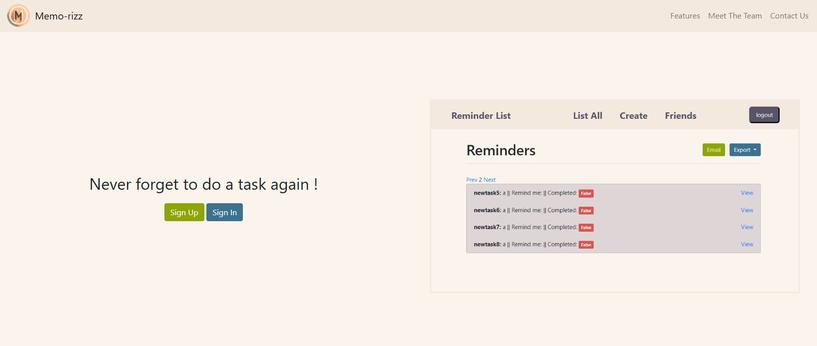 M Memo-rizz
Features Meet The Team Contact Us
Never forget to do a task again !
Sign Up Sign In
Reminder List List All Create Friends logout
Reminders Email Export
Prev 2 Next
newtask5: a || Remind me: || Completed: False View
newtask6: a || Remind me: || Completed: False View
newtask7: a || Remind me: || Completed: False View
newtask8: a || Remind me: || Completed: False View